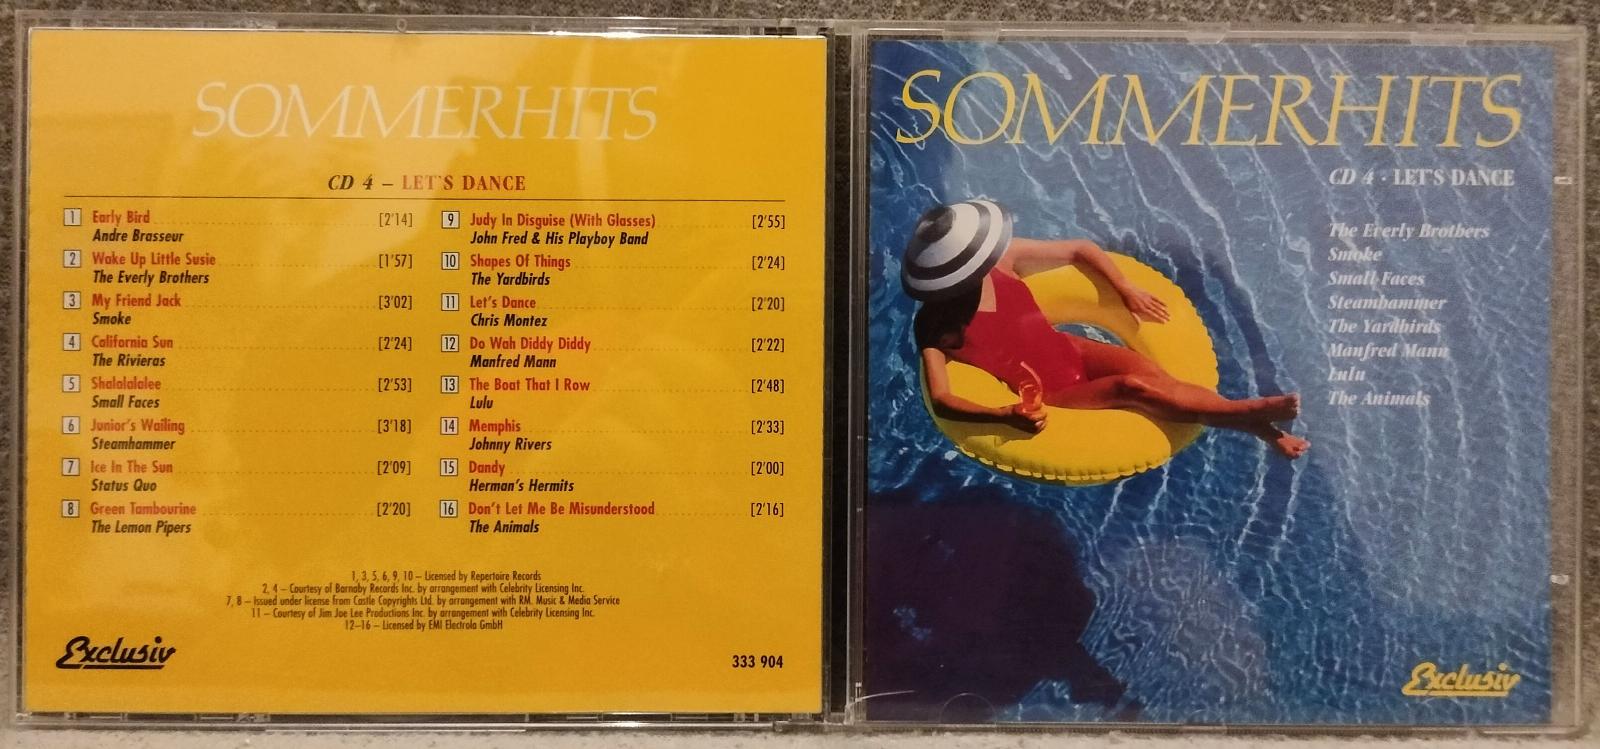 SOMMERHITS
CD 4 – LET'S DANCE
1 Early Bird [2'14]
Andre Brasseur
2 Wake Up Little Susie [1'57]
The Everly Brothers
3 My Friend Jack [3'02]
Smoke
4 California Sun [2'24]
The Rivieras
5 Shalalalalee [2'53]
Small Faces
6 Junior's Wailing [3'18]
Steamhammer
7 Ice In The Sun [2'09]
Status Quo
8 Green Tambourine [2'20]
The Lemon Pipers
9 Judy In Disguise (With Glasses) [2'55]
John Fred & His Playboy Band
10 Shapes Of Things [2'24]
The Yardbirds
11 Let's Dance [2'20]
Chris Montez
12 Do Wah Diddy Diddy [2'22]
Manfred Mann
13 The Boat That I Row [2'48]
Lulu
14 Memphis [2'33]
Johnny Rivers
15 Dandy [2'00]
Herman's Hermits
16 Don't Let Me Be Misunderstood [2'16]
The Animals
1, 3, 5, 6, 9, 10 – Licensed by Repertoire Records
2, 4 – Courtesy of Barnaby Records Inc. by arrangement with Celebrity Licensing Inc.
7, 8 – Issued under license from Castle Copyrights Ltd. by arrangement with RM. Music & Media Service
11 – Courtesy of Jim Joe Lee Productions Inc. by arrangement with Celebrity Licensing Inc.
12–16 – Licensed by EMI Electrola GmbH
Exclusiv
333 904
SOMMERHITS
CD 4 · LET'S DANCE
The Everly Brothers
Smoke
Small Faces
Steamhammer
The Yardbirds
Manfred Mann
Lulu
The Animals
Exclusiv